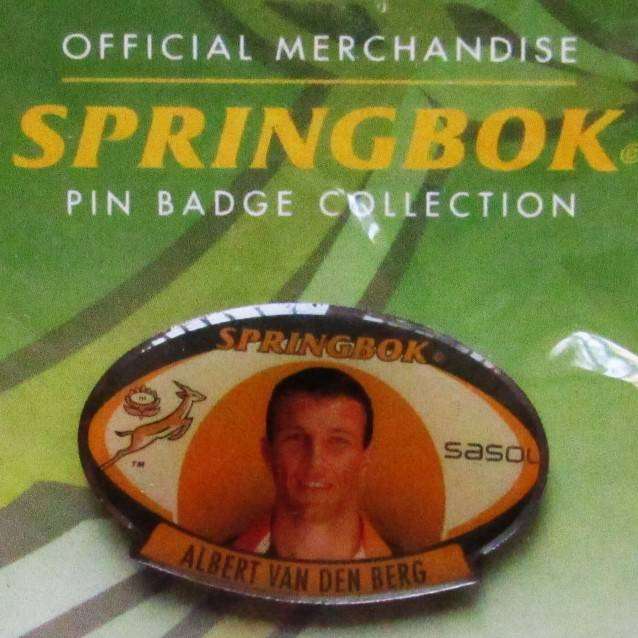 OFFICIAL MERCHANDISE
SPRINGBOK®
PIN BADGE COLLECTION
SPRINGBOK®
TM
sasol
ALBERT VAN DEN BERG